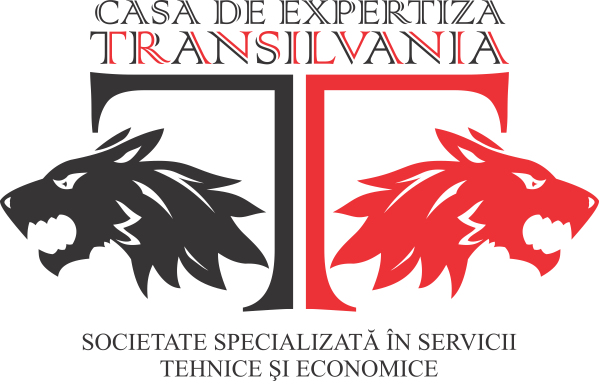 CASA DE EXPERTIZA
TRANSILVANIA
T
SOCIETATE SPECIALIZATĂ ÎN SERVICII
TEHNICE ŞI ECONOMICE